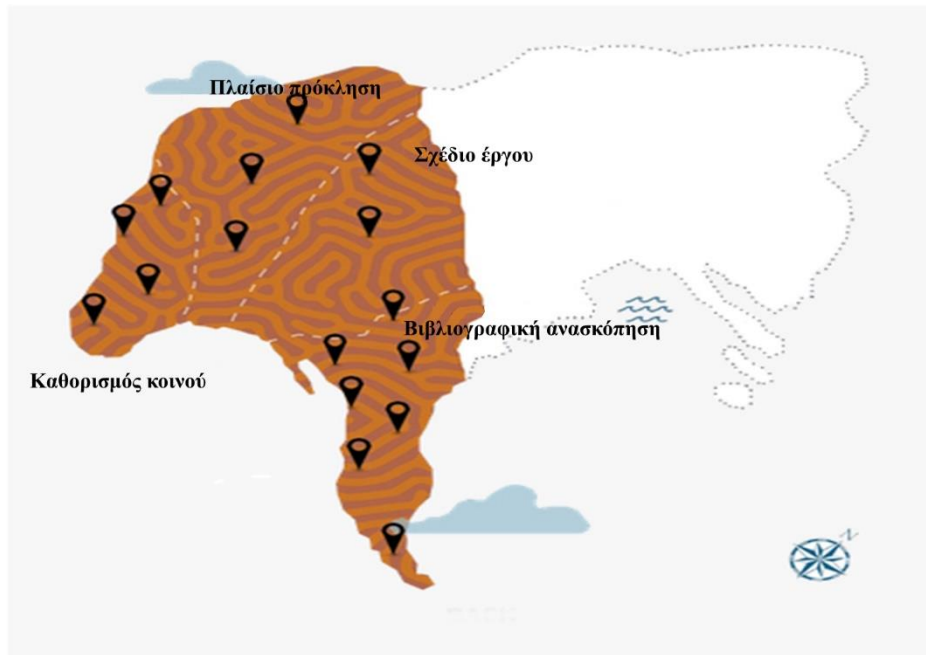 Πλαίσιο πρόκληση
Σχέδιο έργου
Βιβλιογραφική ανασκόπηση
Καθορισμός κοινού
N